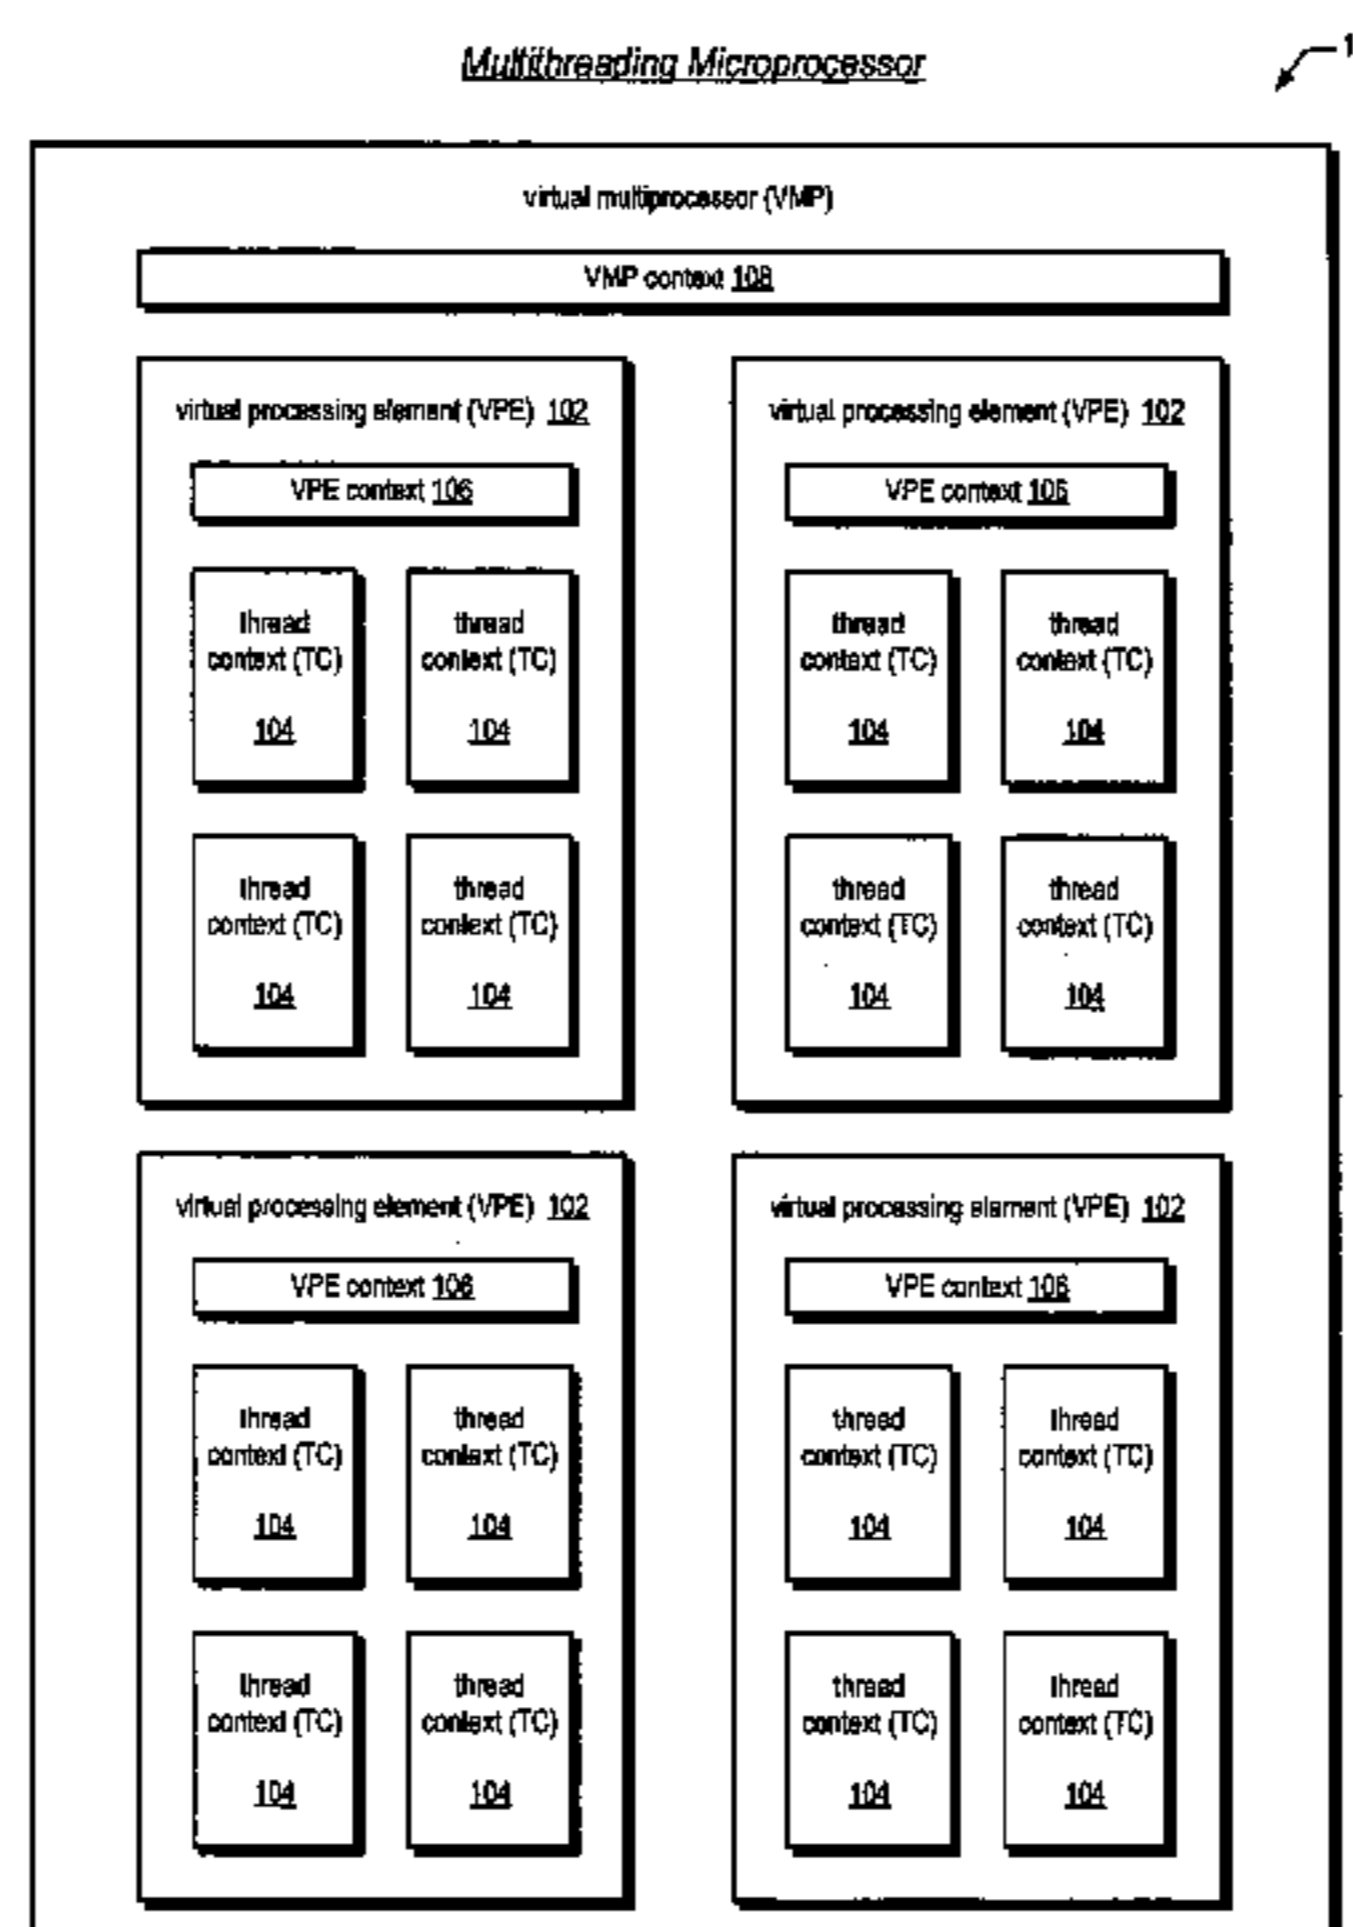 Multithreading Microprocessor
1
virtual multiprocessor (VMP)
VMP context 108
virtual processing element (VPE) 102
VPE context 106
thread
context (TC)
104
thread
context (TC)
104
thread
context (TC)
104
thread
context (TC)
104
virtual processing element (VPE) 102
VPE context 106
thread
context (TC)
104
thread
context (TC)
104
thread
context (TC)
104
thread
context (TC)
104
virtual processing element (VPE) 102
VPE context 106
thread
context (TC)
104
thread
context (TC)
104
thread
context (TC)
104
thread
context (TC)
104
virtual processing element (VPE) 102
VPE context 106
thread
context (TC)
104
thread
context (TC)
104
thread
context (TC)
104
thread
context (TC)
104